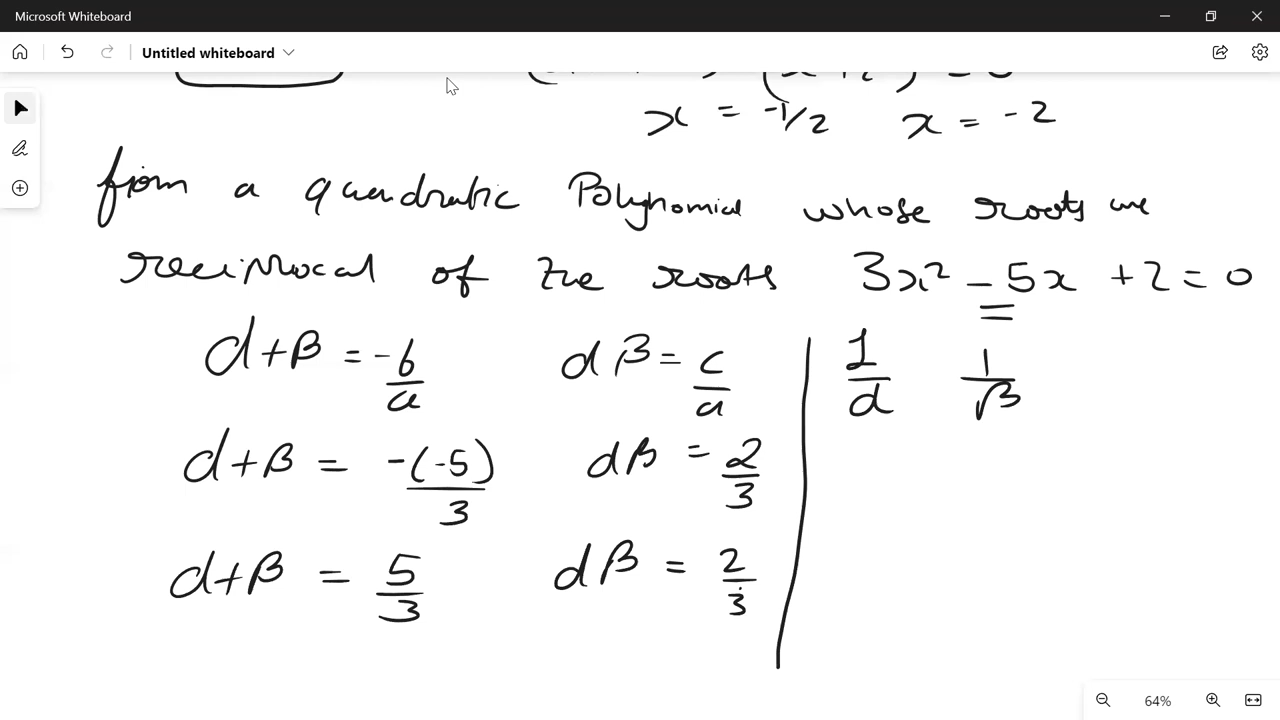 Microsoft Whiteboard
Untitled whiteboard
x = -1/2 x = -2
from a quadratic Polynomial whose roots are
reciprocal of the roots 3x² - 5x + 2 = 0
α+β = -b/a αβ = c/a 1/α 1/β
α+β = -(-5)/3 αβ = 2/3
α+β = 5/3 αβ = 2/3
64%